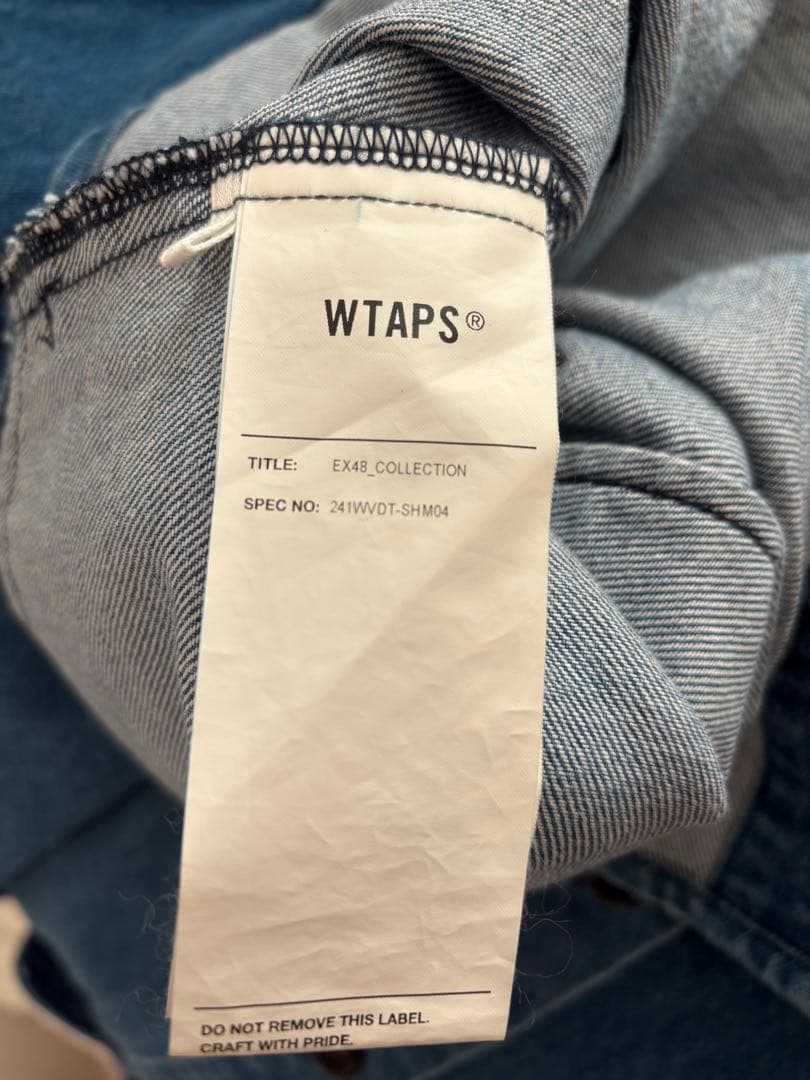 WTAPS®
TITLE: EX48_COLLECTION
SPEC NO: 241WVDT-SHM04
DO NOT REMOVE THIS LABEL.
CRAFT WITH PRIDE.